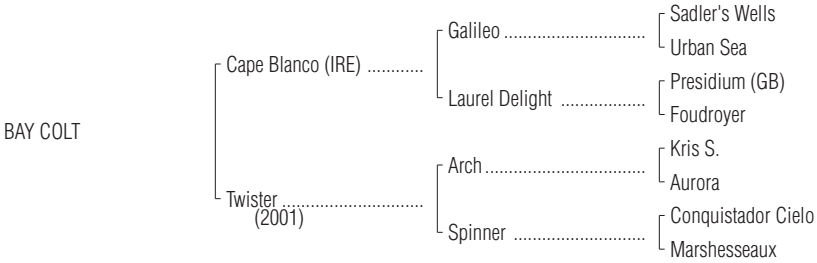 Sadler's Wells
Galileo ..............................
Urban Sea
Cape Blanco (IRE) ............
Presidium (GB)
Laurel Delight ..................
Foudroyer
BAY COLT
Kris S.
Arch..................................
Aurora
Twister..............................
(2001)
Conquistador Cielo
Spinner ............................
Marshesseaux